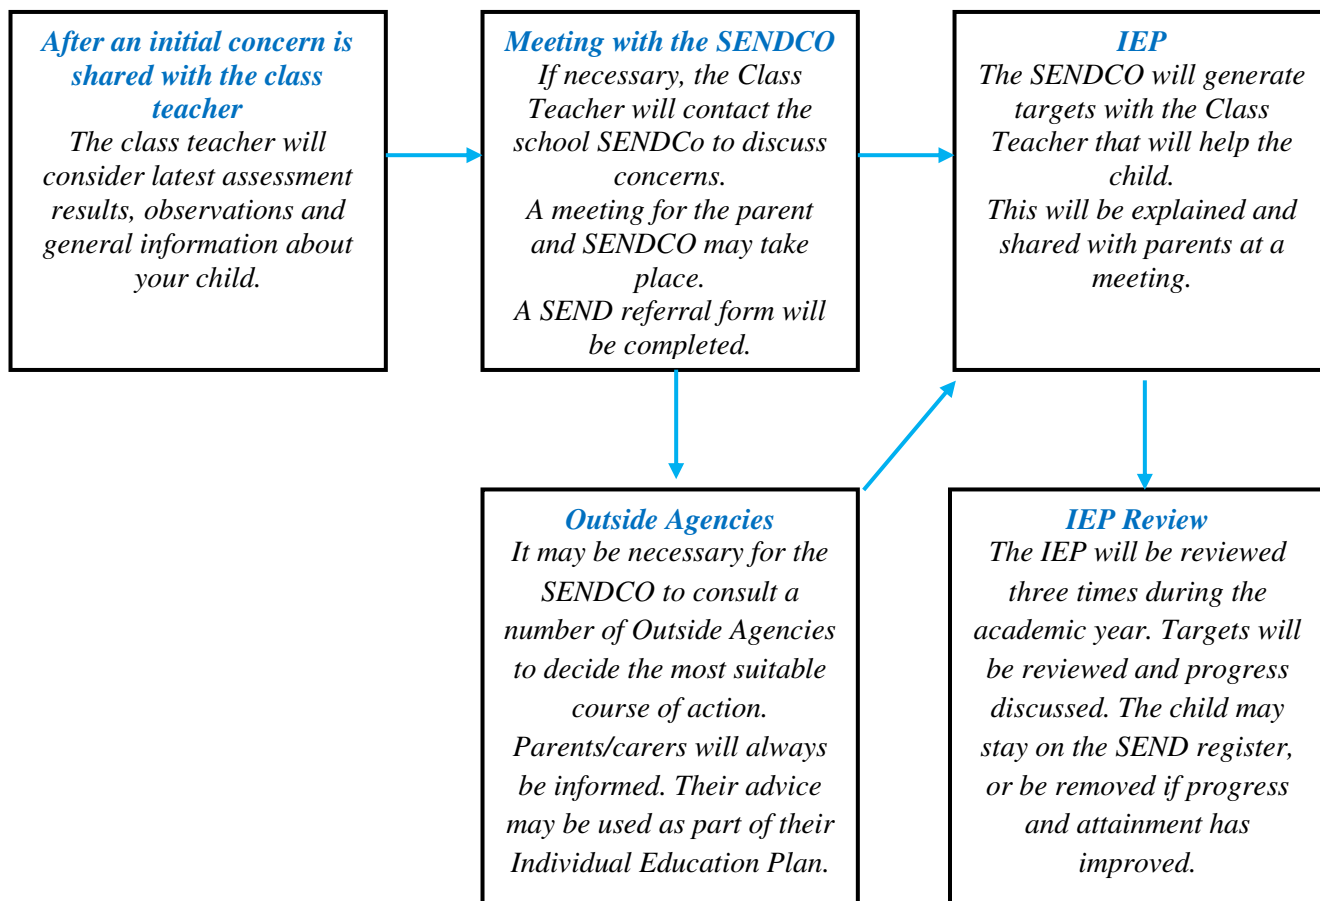 After an initial concern is
shared with the class
teacher
The class teacher will
consider latest assessment
results, observations and
general information about
your child.
Meeting with the SENDCO
If necessary, the Class
Teacher will contact the
school SENDCo to discuss
concerns.
A meeting for the parent
and SENDCO may take
place.
A SEND referral form will
be completed.
IEP
The SENDCO will generate
targets with the Class
Teacher that will help the
child.
This will be explained and
shared with parents at a
meeting.
Outside Agencies
It may be necessary for the
SENDCO to consult a
number of Outside Agencies
to decide the most suitable
course of action.
Parents/carers will always
be informed. Their advice
may be used as part of their
Individual Education Plan.
IEP Review
The IEP will be reviewed
three times during the
academic year. Targets will
be reviewed and progress
discussed. The child may
stay on the SEND register,
or be removed if progress
and attainment has
improved.